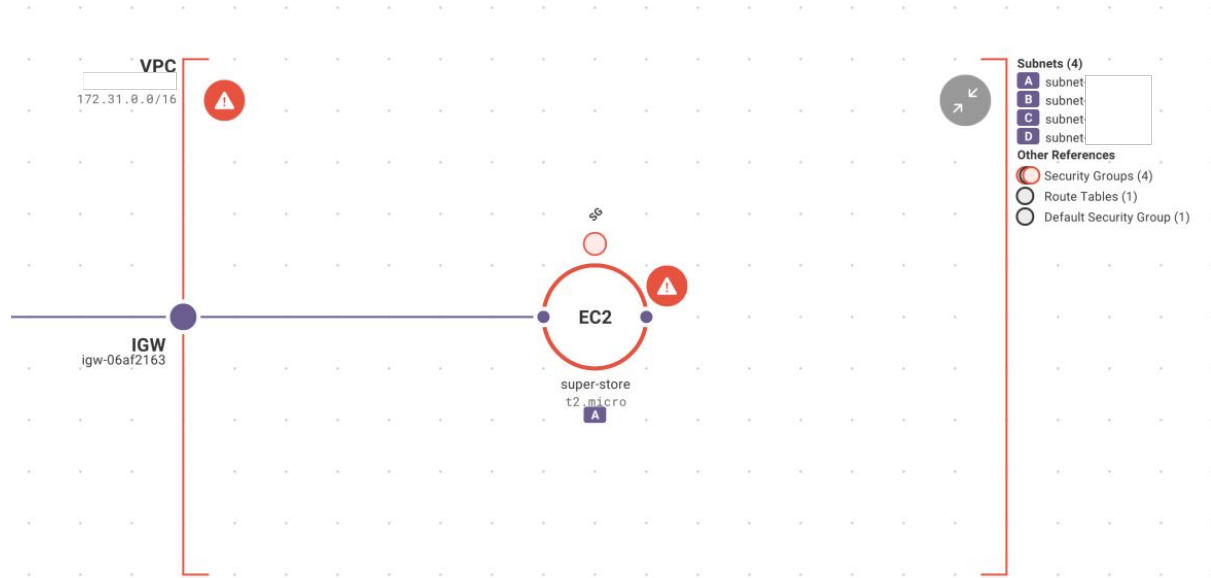 VPC
172.31.0.0/16
IGW
igw-06af2163
SG
EC2
super-store
t2.micro
A
Subnets (4)
A subnet-
B subnet-
C subnet-
D subnet-
Other References
Security Groups (4)
Route Tables (1)
Default Security Group (1)